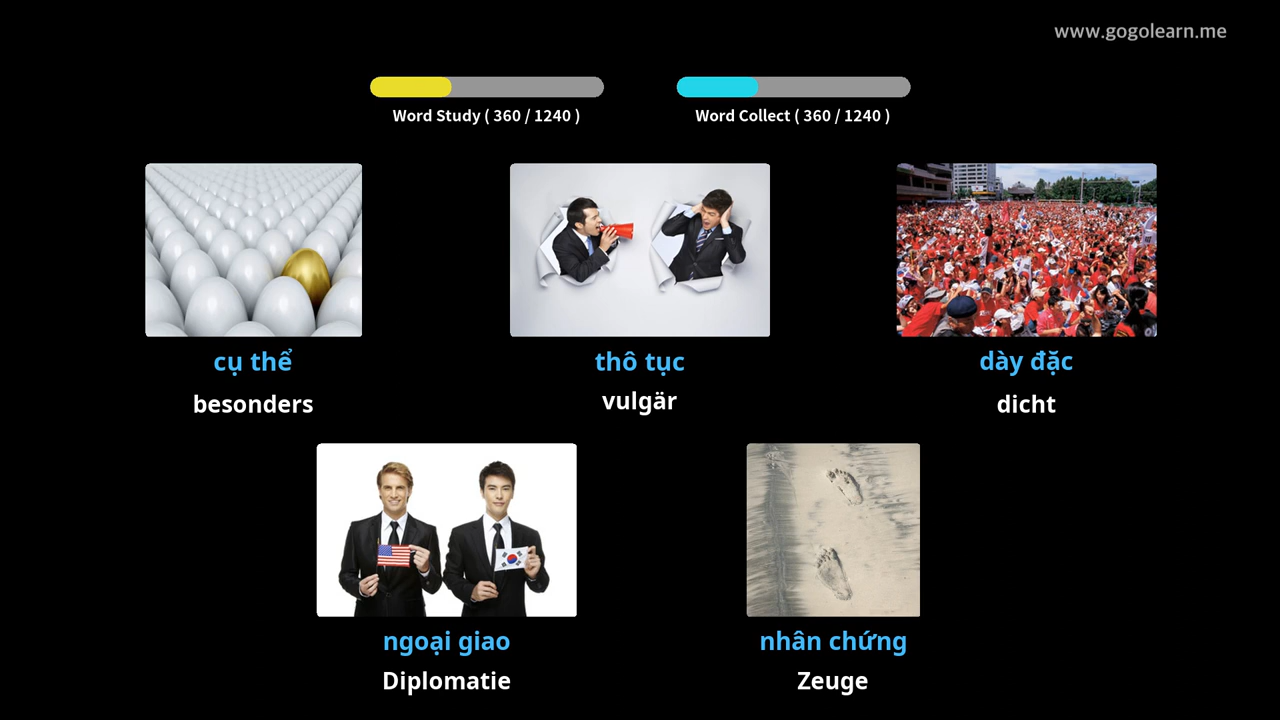 www.gogolearn.me
Word Study ( 360 / 1240 )
Word Collect ( 360 / 1240 )
cụ thể
besonders
thô tục
vulgär
dày đặc
dicht
ngoại giao
Diplomatie
nhân chứng
Zeuge